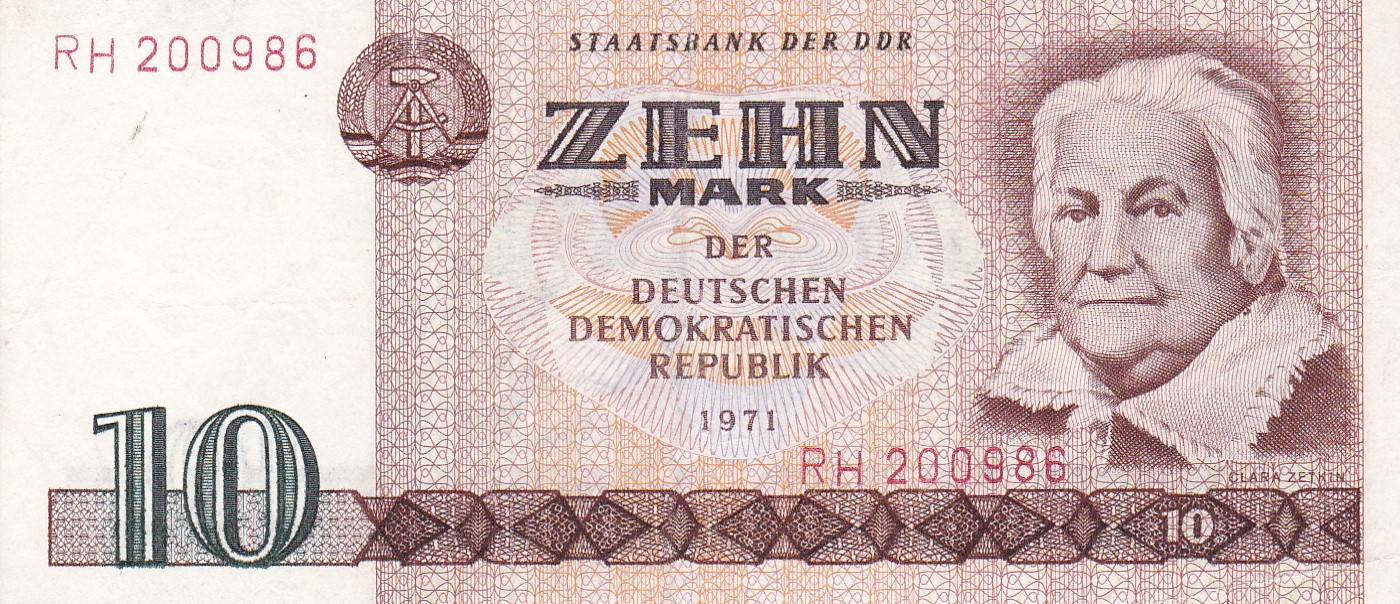 RH 200986
STAATSBANK DER DDR
ZEHN
MARK
DER
DEUTSCHEN
DEMOKRATISCHEN
REPUBLIK
1971
RH 200986
CLARA ZETKIN
10
10